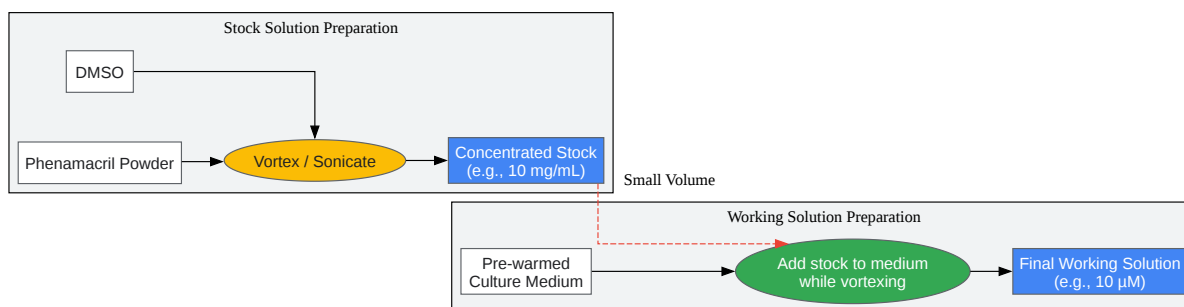 Stock Solution Preparation
DMSO
Phenamacril Powder
Vortex / Sonicate
Concentrated Stock
(e.g., 10 mg/mL)
Small Volume
Working Solution Preparation
Pre-warmed
Culture Medium
Add stock to medium
while vortexing
Final Working Solution
(e.g., 10 µM)